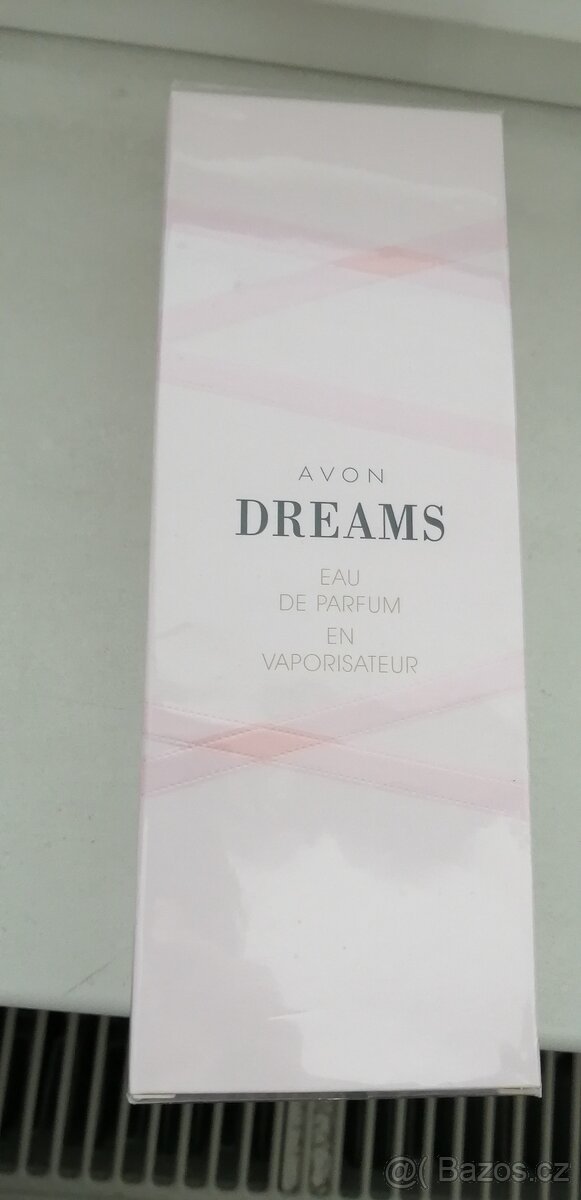 AVON
DREAMS
EAU
DE PARFUM
EN
VAPORISATEUR
@( Bazos.cz